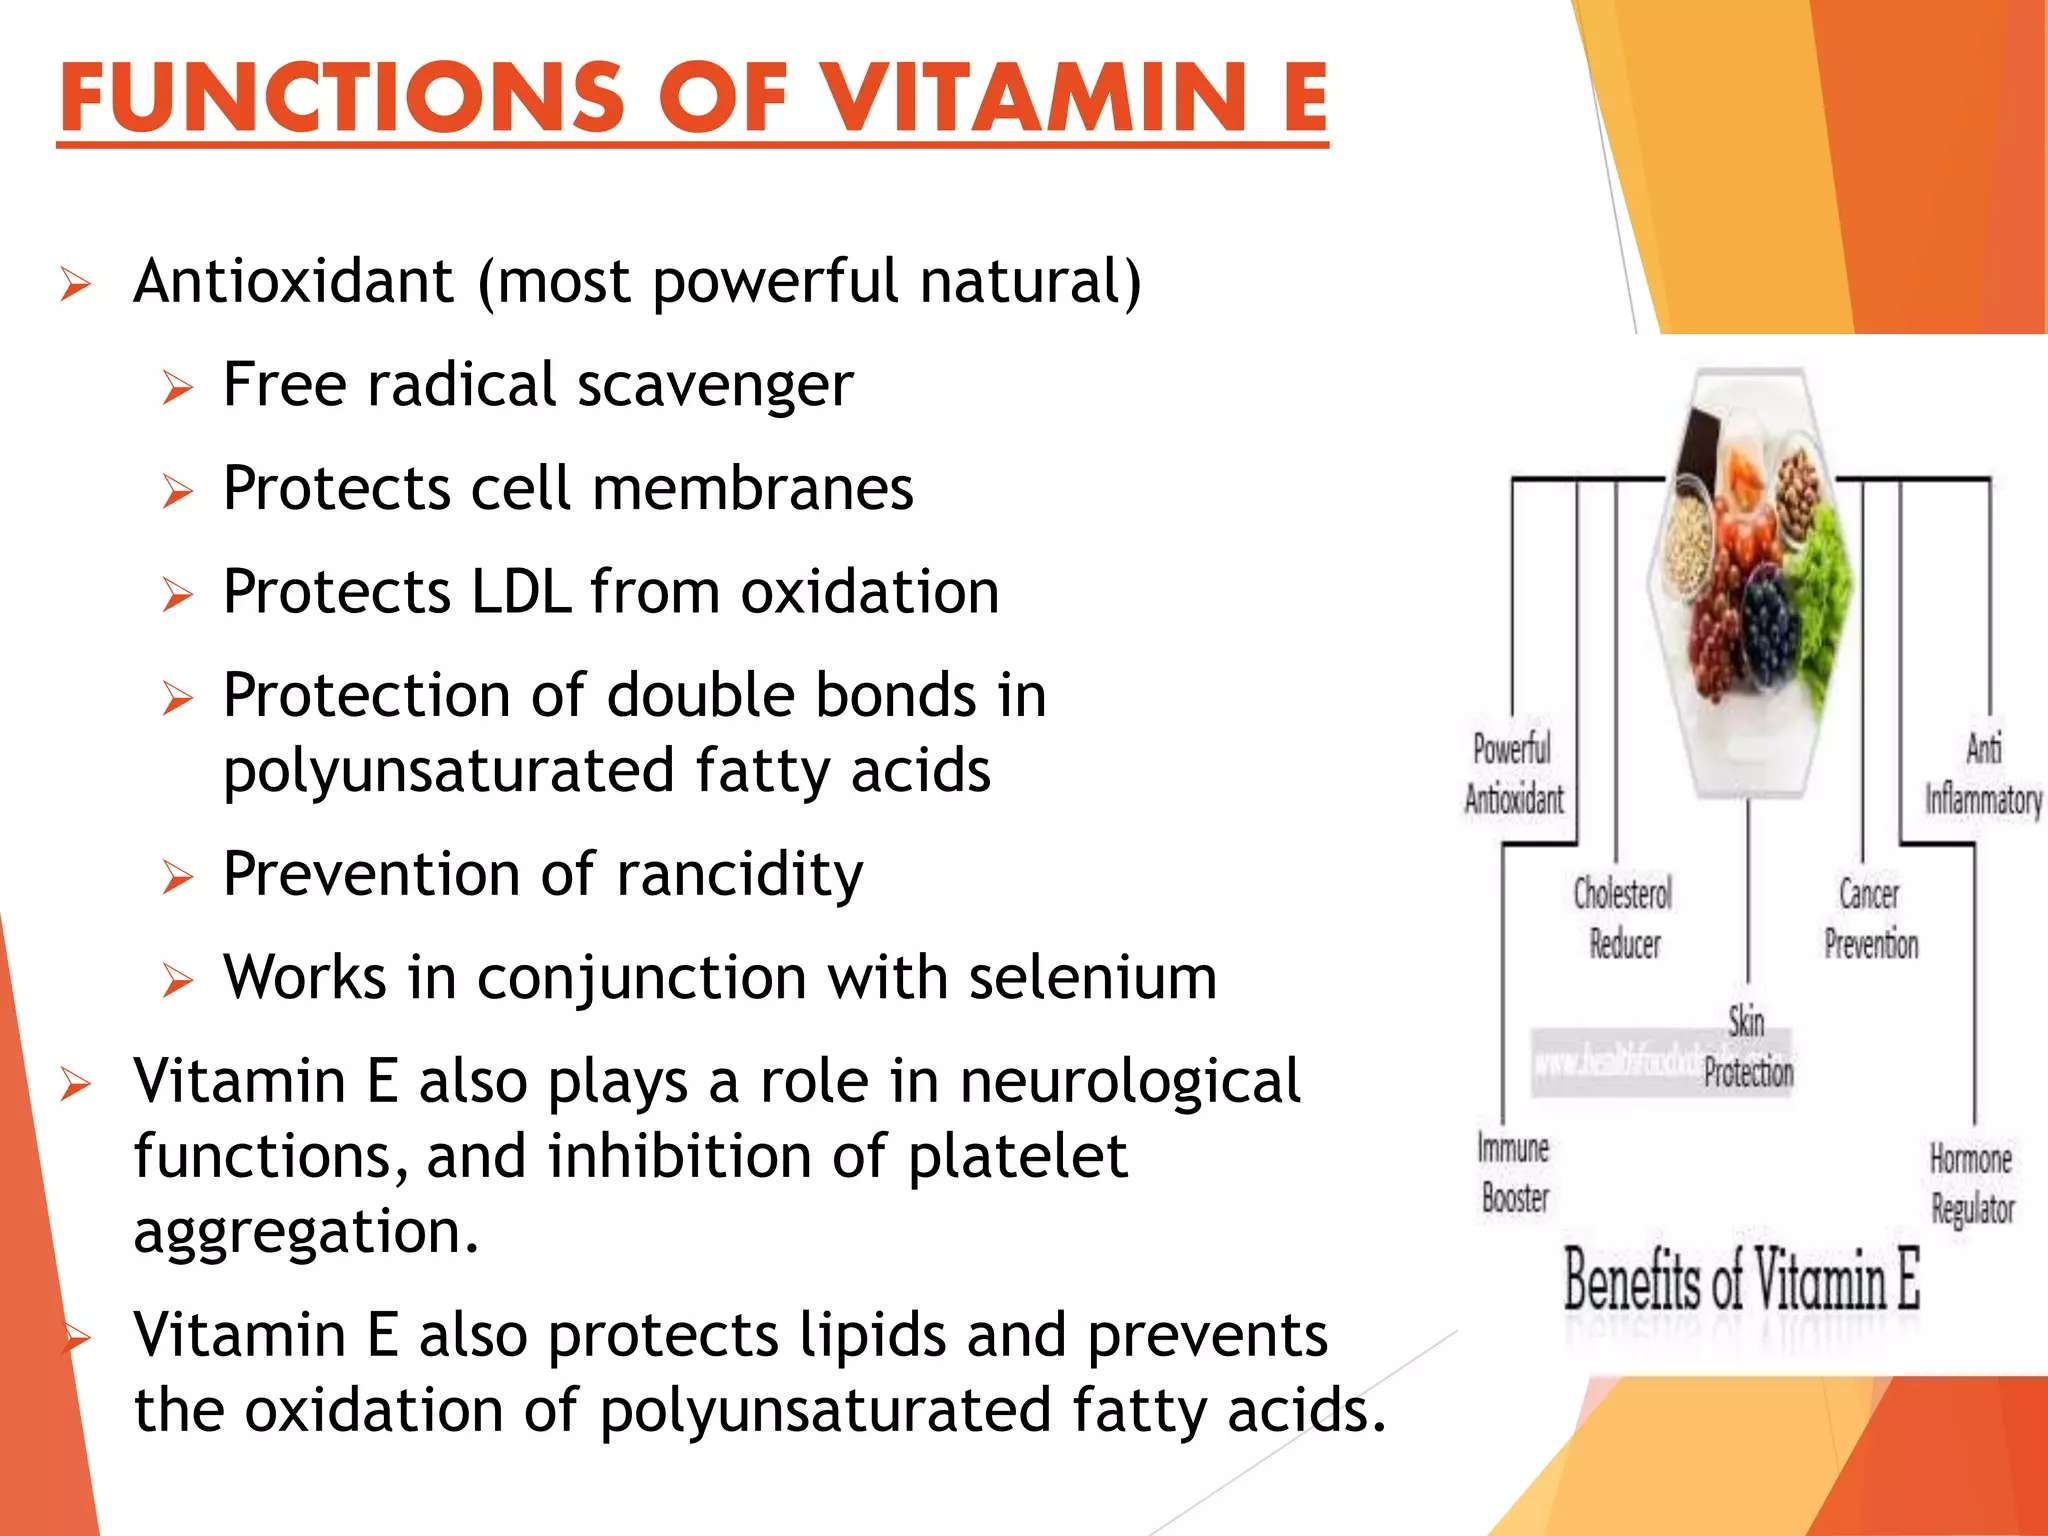 FUNCTIONS OF VITAMIN E
Antioxidant (most powerful natural)
Free radical scavenger
Protects cell membranes
Protects LDL from oxidation
Protection of double bonds in
polyunsaturated fatty acids
Prevention of rancidity
Works in conjunction with selenium
Vitamin E also plays a role in neurological
functions, and inhibition of platelet
aggregation.
Vitamin E also protects lipids and prevents
the oxidation of polyunsaturated fatty acids.
Powerful
Antioxidant
Anti
Inflammatory
Cholesterol
Reducer
Cancer
Prevention
Skin
Protection
Immune
Booster
Hormone
Regulator
Benefits of Vitamin E